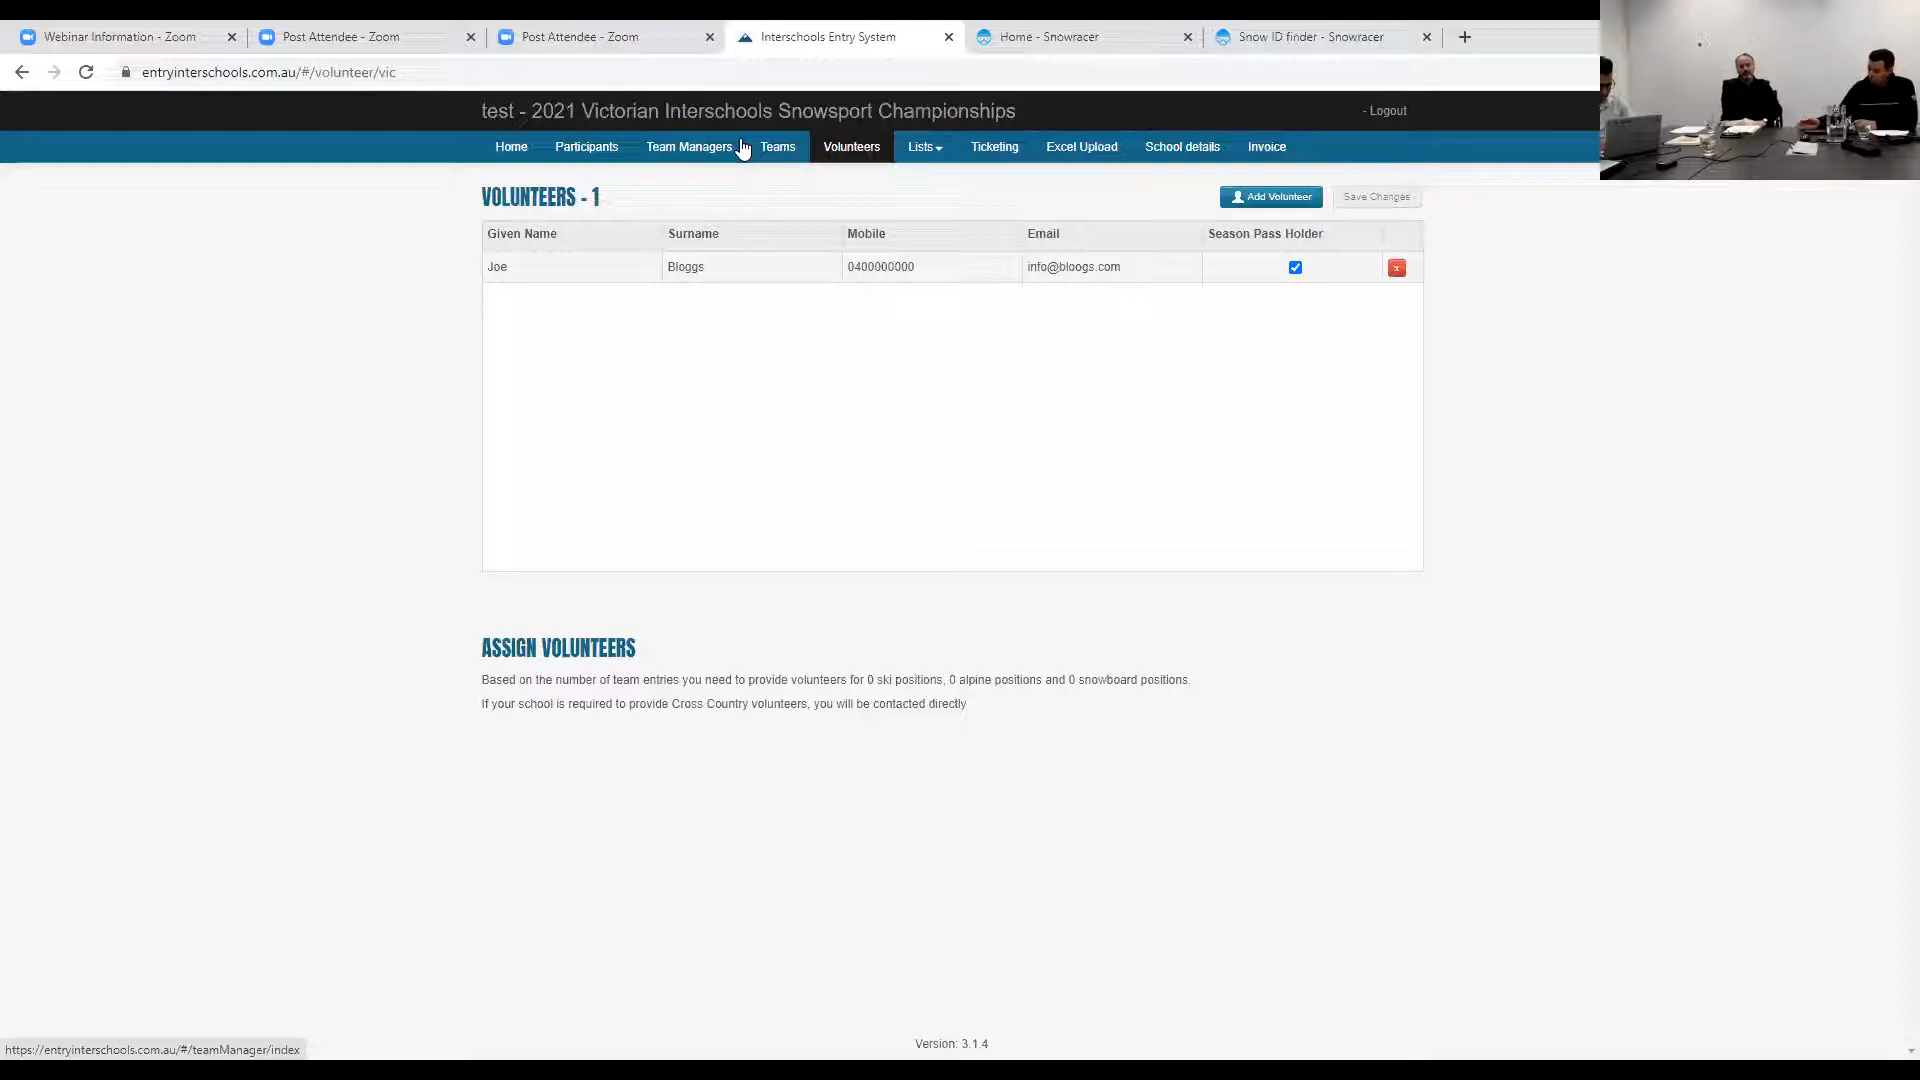 Webinar Information - Zoom
Post Attendee - Zoom
Post Attendee - Zoom
Interschools Entry System
Home - Snowracer
Snow ID finder - Snowracer
entryinterschools.com.au/#/volunteer/vic
test - 2021 Victorian Interschools Snowsport Championships
- Logout
Home Participants Team Managers Teams Volunteers Lists Ticketing Excel Upload School details Invoice
VOLUNTEERS - 1
Add Volunteer
Save Changes
Given Name Surname Mobile Email Season Pass Holder
Joe Bloggs 0400000000 info@bloogs.com
x
ASSIGN VOLUNTEERS
Based on the number of team entries you need to provide volunteers for 0 ski positions, 0 alpine positions and 0 snowboard positions.
If your school is required to provide Cross Country volunteers, you will be contacted directly
Version: 3.1.4
https://entryinterschools.com.au/#/teamManager/index